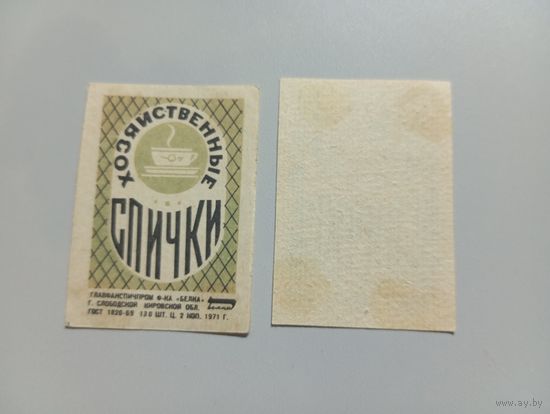 ХОЗЯЙСТВЕННЫЕ
СПИЧКИ
ГЛАВФАНСПИЧПРОМ Ф-КА «БЕЛКА»
Г. СЛОБОДСКОЙ КИРОВСКОЙ ОБЛ.
Белка
ГОСТ 1820-69 130 ШТ. Ц. 2 КОП. 1971 Г.
www.ay.by